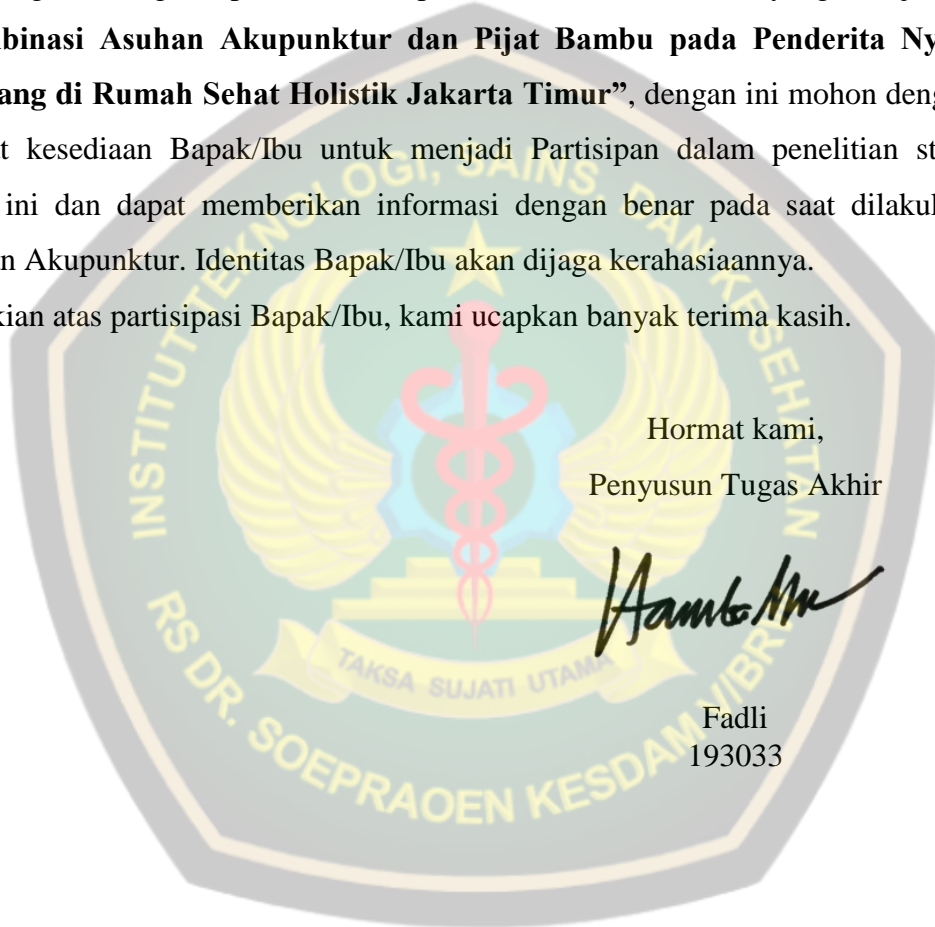 mbinasi Asuhan Akupunktur dan Pijat Bambu pada Penderita Ny
ang di Rumah Sehat Holistik Jakarta Timur”, dengan ini mohon deng
t kesediaan Bapak/Ibu untuk menjadi Partisipan dalam penelitian st
ini dan dapat memberikan informasi dengan benar pada saat dilakul
n Akupunktur. Identitas Bapak/Ibu akan dijaga kerahasiaannya.
kian atas partisipasi Bapak/Ibu, kami ucapkan banyak terima kasih.
Hormat kami,
Penyusun Tugas Akhir
Fadli
193033
INSTITUT TEKNOLOGI, SAINS, DAN KESEHATAN
RS DR. SOEPRAOEN KESDAM V/BRW
TAKSA SUJATI UTAMA